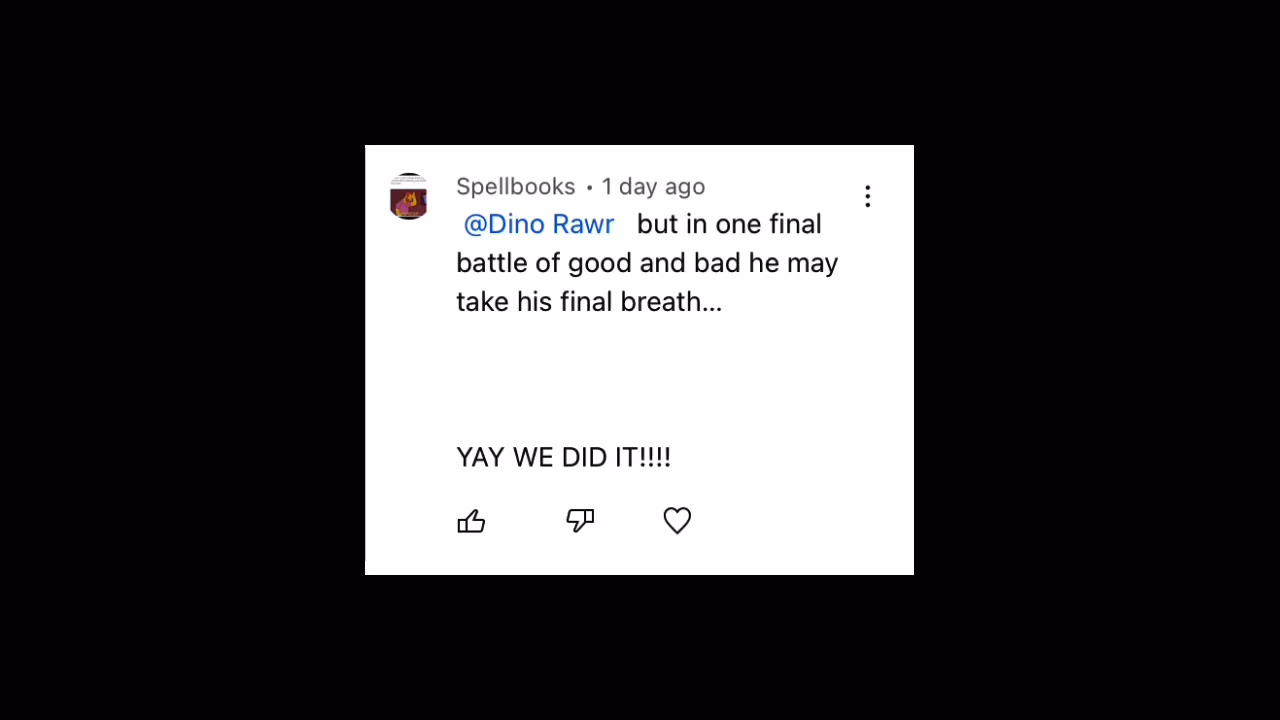 Spellbooks • 1 day ago
@Dino Rawr but in one final
battle of good and bad he may
take his final breath...
YAY WE DID IT!!!!